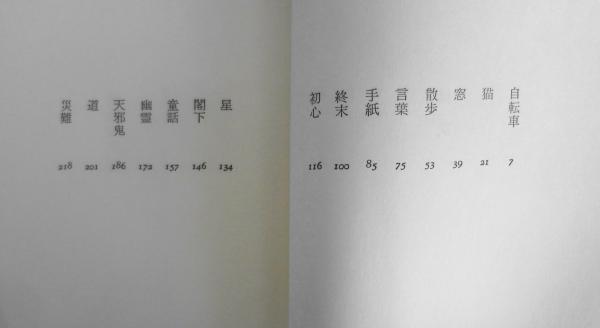 自転車 7
猫 21
窓 39
散歩 53
言葉 75
手紙 85
終末 100
初心 116
星 134
閣下 146
童話 157
幽霊 172
天邪鬼 186
道 201
災難 218